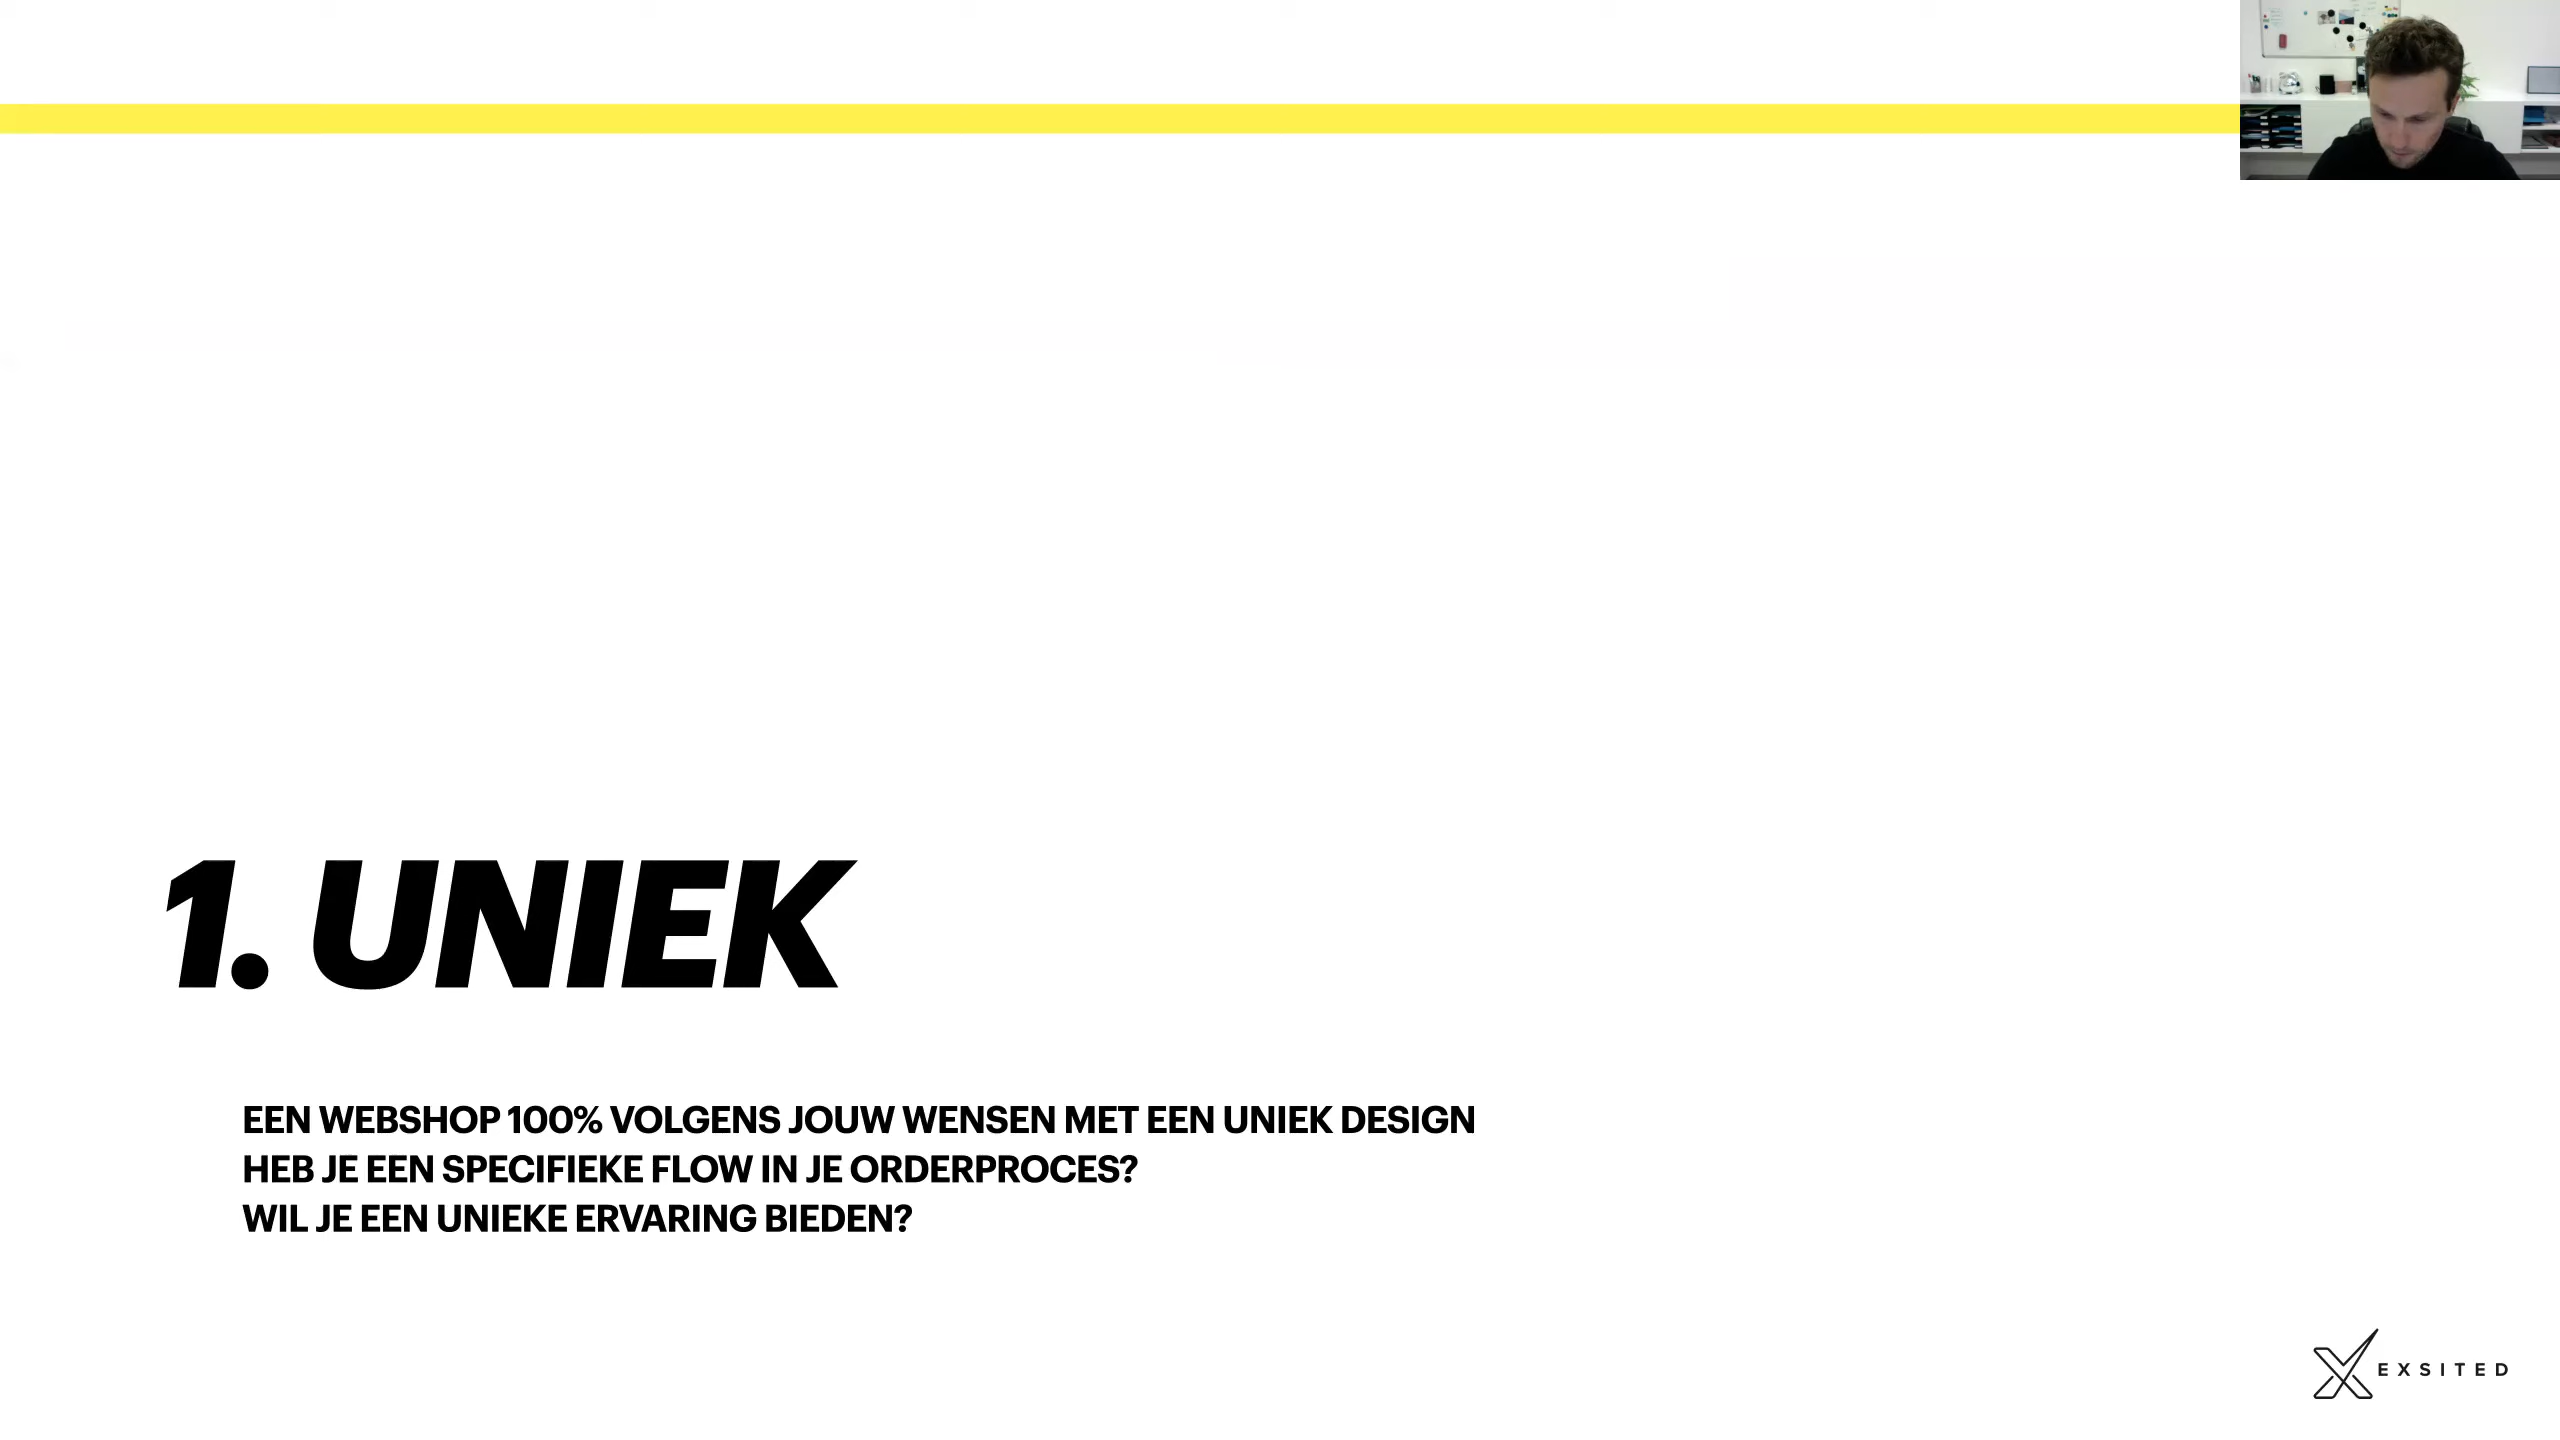 1. UNIEK
EEN WEBSHOP 100% VOLGENS JOUW WENSEN MET EEN UNIEK DESIGN
HEB JE EEN SPECIFIEKE FLOW IN JE ORDERPROCES?
WIL JE EEN UNIEKE ERVARING BIEDEN?
EXSITED